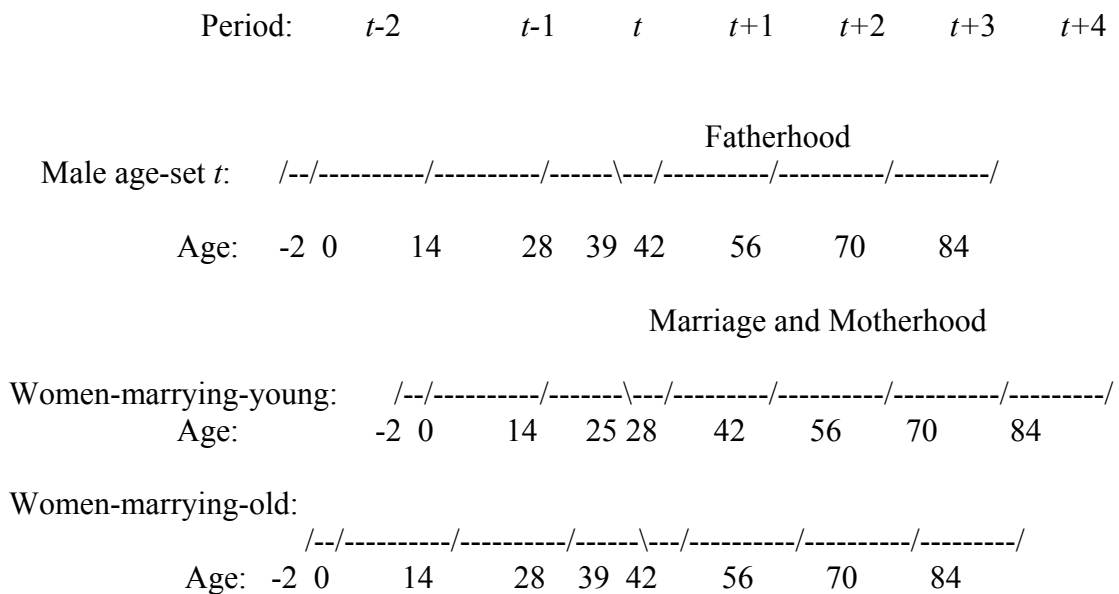 Period: t-2 t-1 t t+1 t+2 t+3 t+4
Fatherhood
Male age-set t: /--/----------/----------/------\---/----------/----------/---------/
Age: -2 0 14 28 39 42 56 70 84
Marriage and Motherhood
Women-marrying-young: /--/----------/-------\---/---------/----------/----------/---------/
Age: -2 0 14 25 28 42 56 70 84
Women-marrying-old:
/--/----------/----------/------\---/----------/----------/---------/
Age: -2 0 14 28 39 42 56 70 84